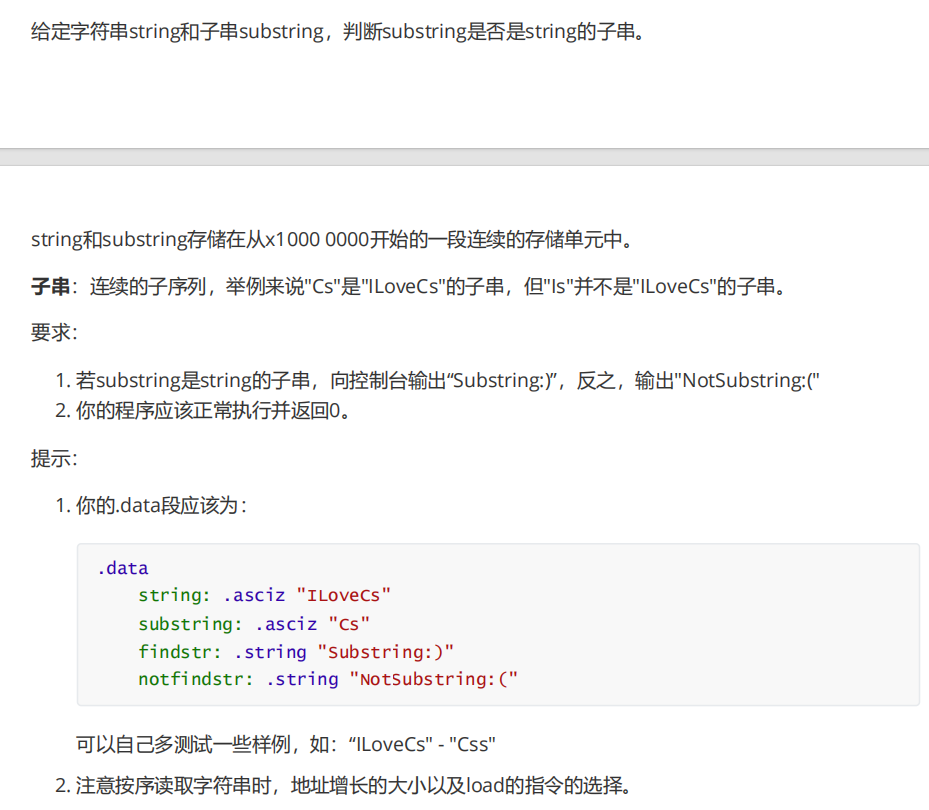 给定字符串string和子串substring，判断substring是否是string的子串。
string和substring存储在从x1000 0000开始的一段连续的存储单元中。
子串：连续的子序列，举例来说"Cs"是"ILoveCs"的子串，但"Is"并不是"ILoveCs"的子串。
要求：
1. 若substring是string的子串，向控制台输出“Substring:)”，反之，输出"NotSubstring:("
2. 你的程序应该正常执行并返回0。
提示：
1. 你的.data段应该为：
.data
string: .asciz "ILoveCs"
substring: .asciz "Cs"
findstr: .string "Substring:)"
notfindstr: .string "NotSubstring:("
可以自己多测试一些样例，如：“ILoveCs" - "Css"
2. 注意按序读取字符串时，地址增长的大小以及load的指令的选择。